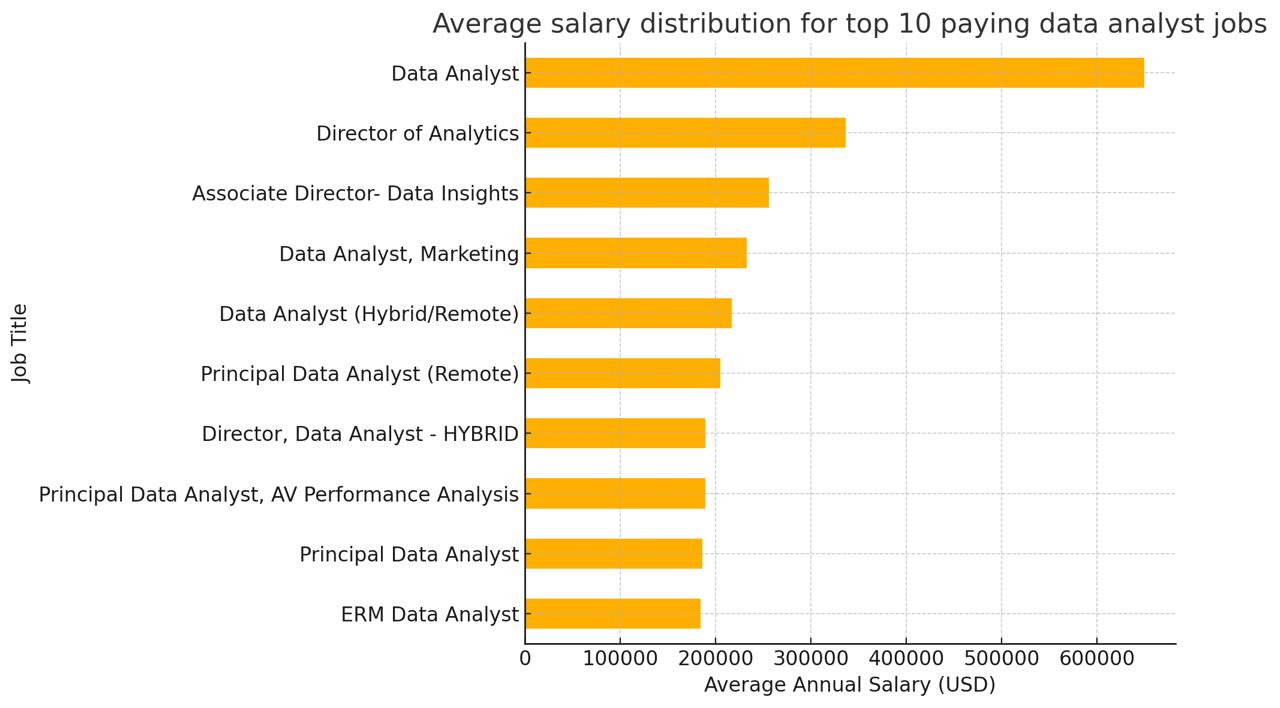 Average salary distribution for top 10 paying data analyst jobs
Data Analyst
Director of Analytics
Associate Director- Data Insights
Data Analyst, Marketing
Data Analyst (Hybrid/Remote)
Principal Data Analyst (Remote)
Director, Data Analyst - HYBRID
Principal Data Analyst, AV Performance Analysis
Principal Data Analyst
ERM Data Analyst
Job Title
0 100000 200000 300000 400000 500000 600000
Average Annual Salary (USD)